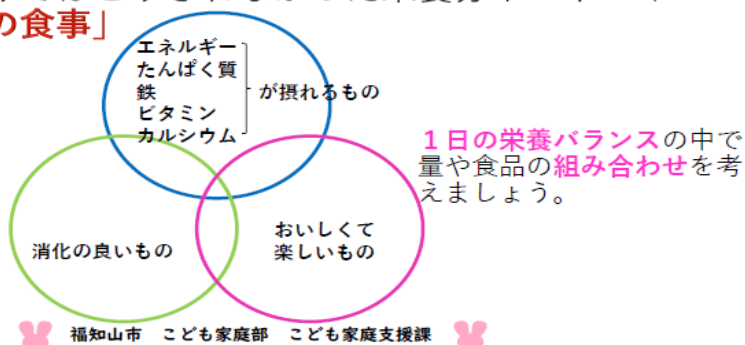 の食事」
エネルギー
たんぱく質
鉄
ビタミン
カルシウム
が摂れるもの
１日の栄養バランスの中で
量や食品の組み合わせを考
えましょう。
消化の良いもの
おいしくて
楽しいもの
福知山市　こども家庭部　こども家庭支援課